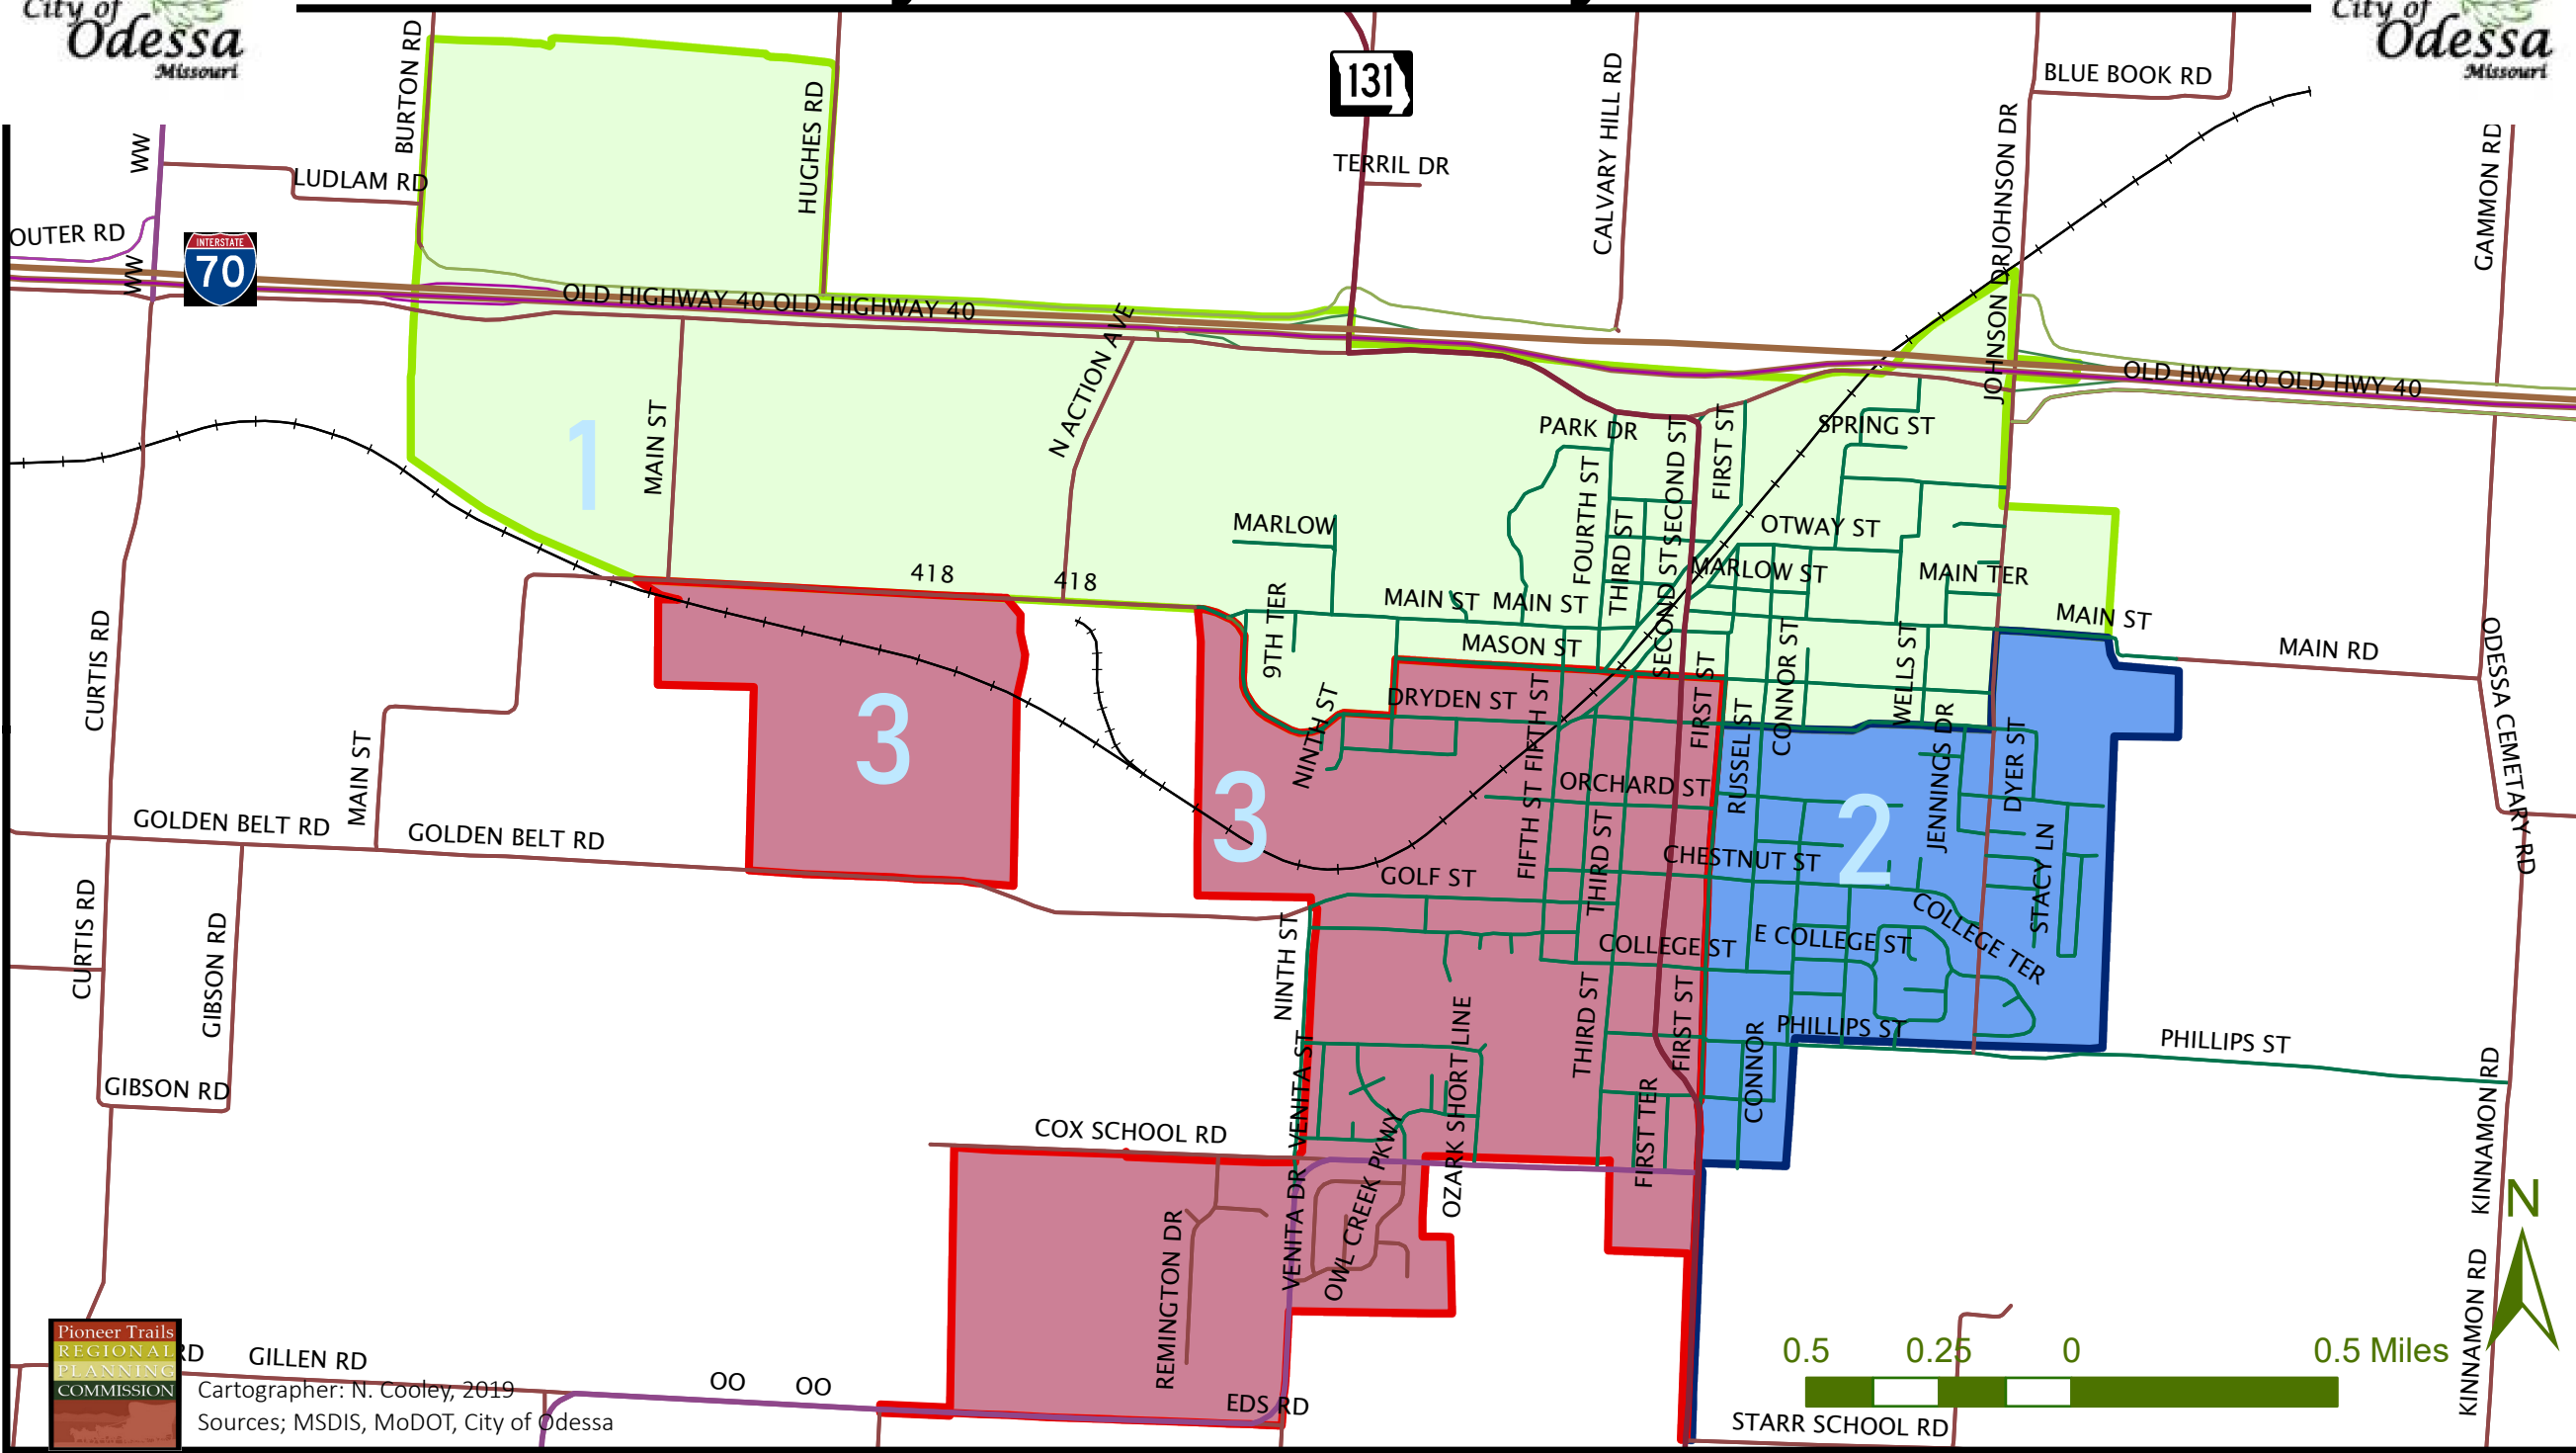 City of
Odessa
Missouri
City of
Odessa
Missouri
BURTON RD
HUGHES RD
131
CALVARY HILL RD
BLUE BOOK RD
JOHNSON DR
JOHNSON DR
JOHNSON DR
GAMMON RD
WW
WW
LUDLAM RD
TERRIL DR
OUTER RD
INTERSTATE
70
OLD HIGHWAY 40 OLD HIGHWAY 40
OLD HWY 40 OLD HWY 40
N ACTION AVE
MAIN ST
1
PARK DR
SECOND ST
SECOND ST
SECOND ST
FIRST ST
SPRING ST
FOURTH ST
THIRD ST
MARLOW
OTWAY ST
MARLOW ST
MAIN TER
418
418
MAIN ST
MAIN ST
MAIN ST
MAIN RD
9TH TER
MASON ST
CONNOR ST
WELLS ST
CURTIS RD
ODESSA CEMETARY RD
3
DRYDEN ST
NINTH ST
FIFTH ST
FIFTH ST
FIRST ST
RUSSEL ST
JENNINGS DR
DYER ST
MAIN ST
3
ORCHARD ST
2
GOLDEN BELT RD
GOLDEN BELT RD
THIRD ST
CHESTNUT ST
STACY LN
GOLF ST
CURTIS RD
GIBSON RD
NINTH ST
COLLEGE ST
E COLLEGE ST
COLLEGE TER
OZARK SHORT LINE
THIRD ST
FIRST ST
PHILLIPS ST
PHILLIPS ST
GIBSON RD
VENITA ST
CONNOR
KINNAMON RD
COX SCHOOL RD
FIRST TER
N
REMINGTON DR
VENITA DR
OWL CREEK PKWY
KINNAMON RD
0.5 0.25 0 0.5 Miles
Pioneer Trails
REGIONAL
PLANNING
COMMISSION
RD
GILLEN RD
OO
OO
EDS RD
STARR SCHOOL RD
Cartographer: N. Cooley, 2019
Sources; MSDIS, MoDOT, City of Odessa